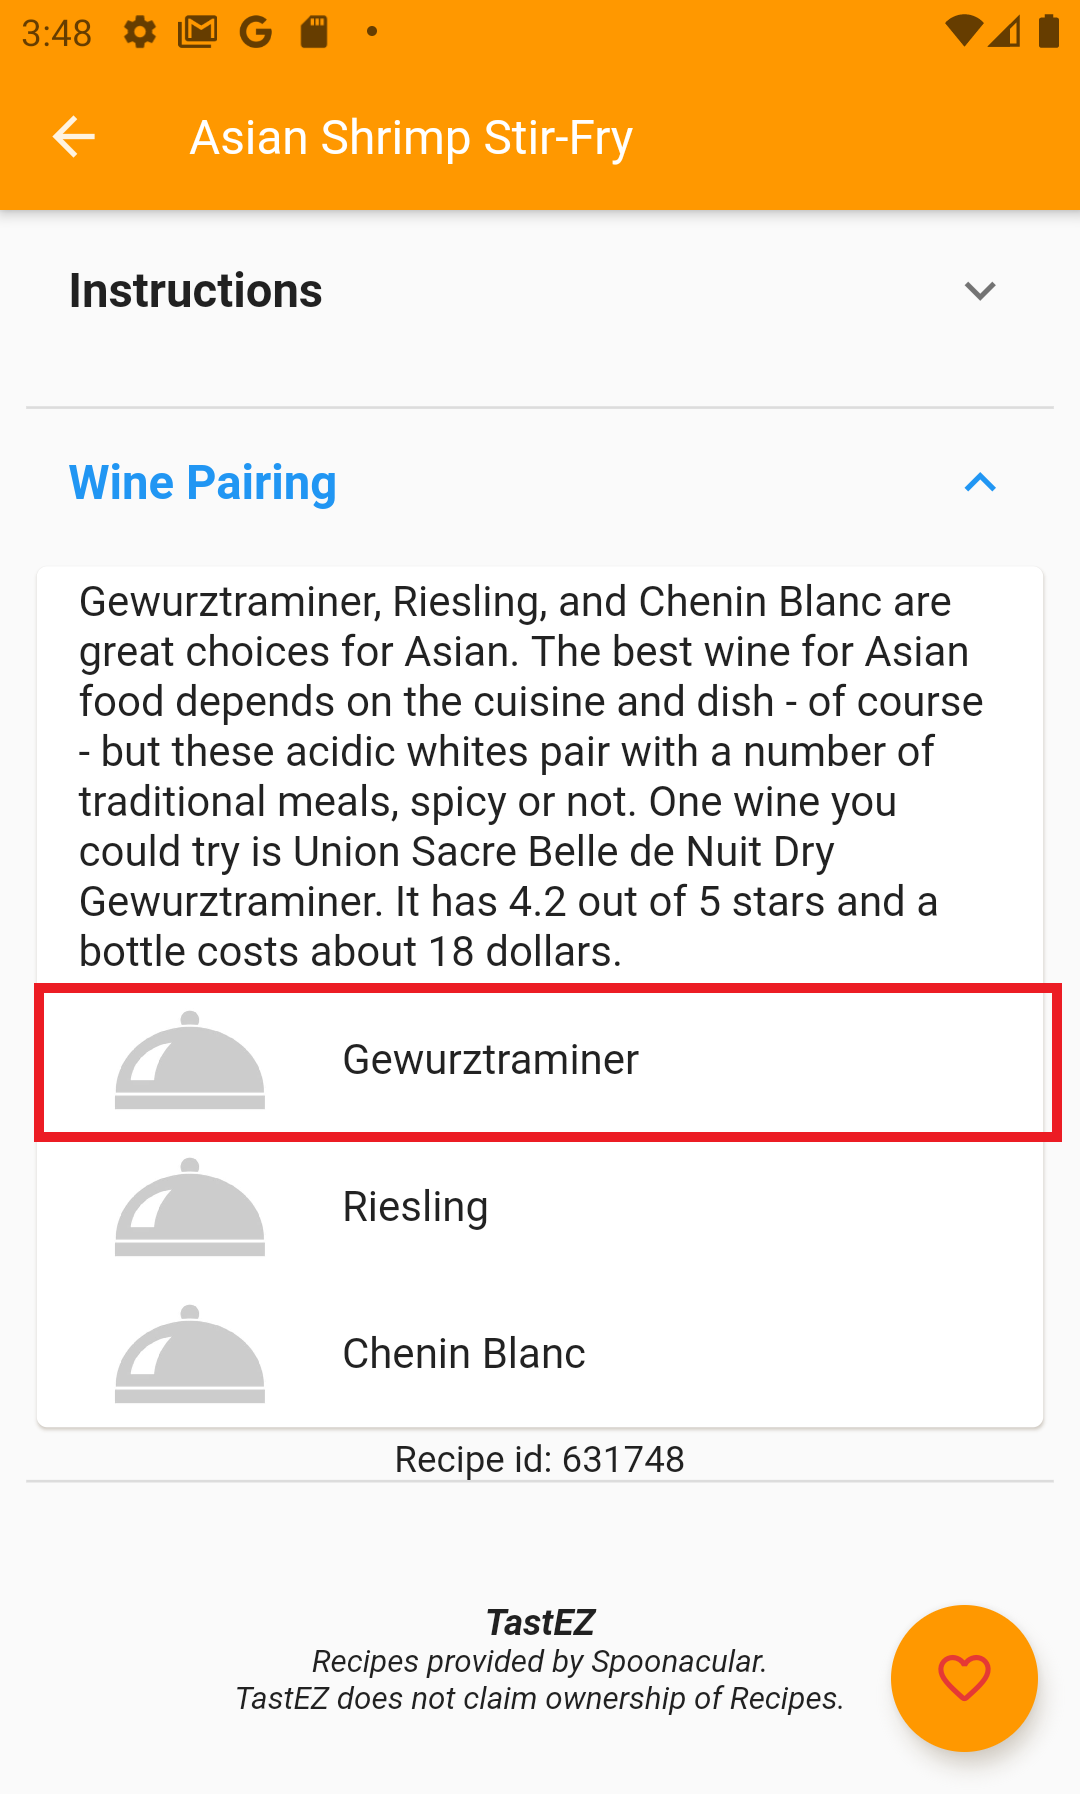 3:48
Asian Shrimp Stir-Fry
Instructions
Wine Pairing
Gewurztraminer, Riesling, and Chenin Blanc are
great choices for Asian. The best wine for Asian
food depends on the cuisine and dish - of course
- but these acidic whites pair with a number of
traditional meals, spicy or not. One wine you
could try is Union Sacre Belle de Nuit Dry
Gewurztraminer. It has 4.2 out of 5 stars and a
bottle costs about 18 dollars.
Gewurztraminer
Riesling
Chenin Blanc
Recipe id: 631748
TastEZ
Recipes provided by Spoonacular.
TastEZ does not claim ownership of Recipes.